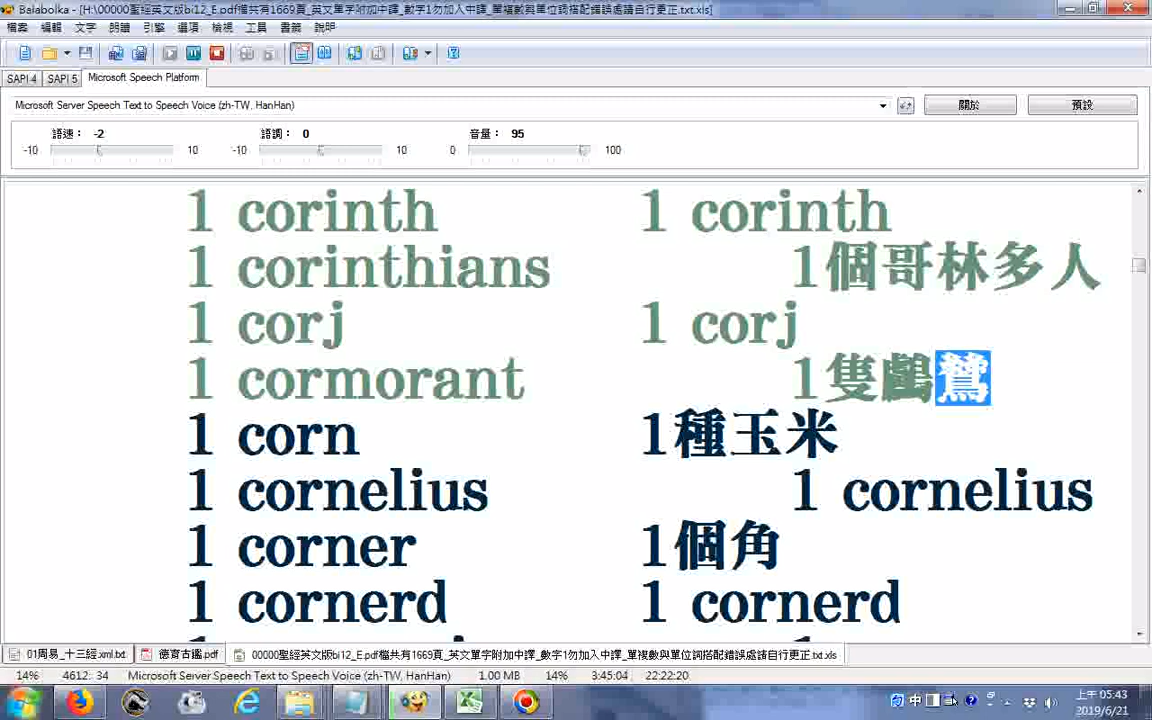 Balabolka - [H:\00000聖經英文版bi12_E.pdf檔共有1669頁_英文單字附加中譯_數字1勿加入中譯_單複數與單位詞搭配錯誤處請自行更正.txt.xls]
檔案 編輯 文字 朗讀 引擎 選項 檢視 工具 書籤 說明
SAPI 4 SAPI 5 Microsoft Speech Platform
Microsoft Server Speech Text to Speech Voice (zh-TW, HanHan) 關於 預設
語速： -2 語調： 0 音量： 95
-10 10 -10 10 0 100
1 corinth 1 corinth
1 corinthians 1個哥林多人
1 corj 1 corj
1 cormorant 1隻鸕鶿
1 corn 1種玉米
1 cornelius 1 cornelius
1 corner 1個角
1 cornerd 1 cornerd
01周易_十三經.xml.txt 德育古鑑.pdf 00000聖經英文版bi12_E.pdf檔共有1669頁_英文單字附加中譯_數字1勿加入中譯_單複數與單位詞搭配錯誤處請自行更正.txt.xls
14% 4612: 34 Microsoft Server Speech Text to Speech Voice (zh-TW, HanHan) 1.00 MB 14% 3:45:04 22:22:20
中 上午 05:43
2019/6/21